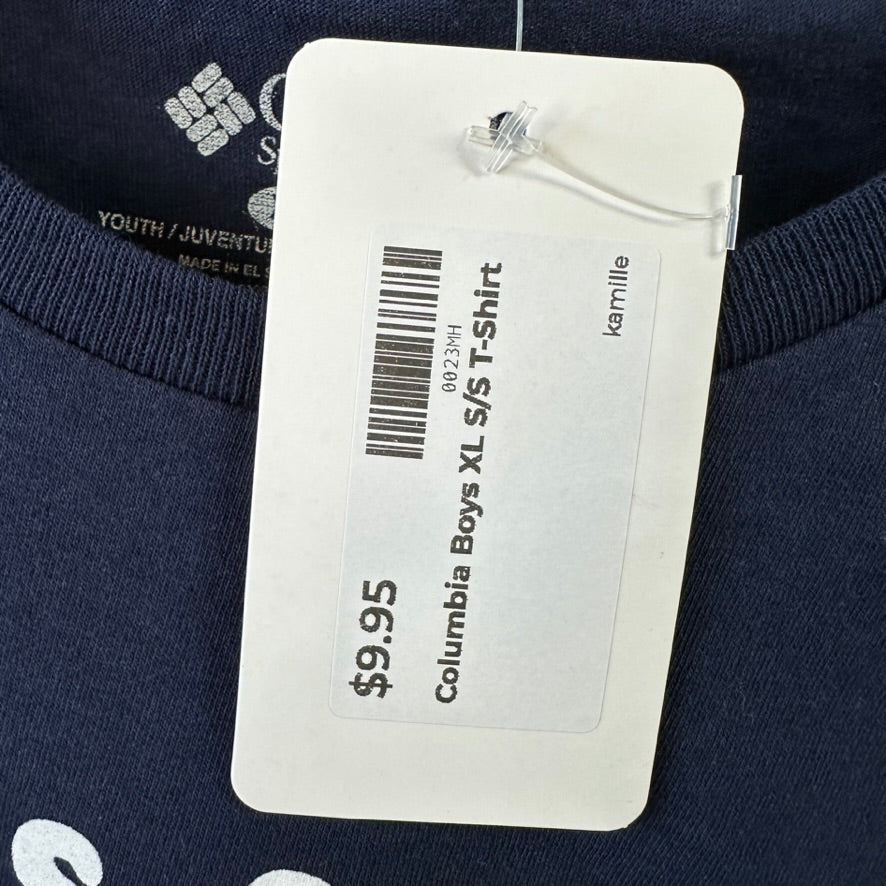 YOUTH / JUVENTU
MADE IN EL S
$9.95
0023MH
Columbia Boys XL S/S T-Shirt
kamille